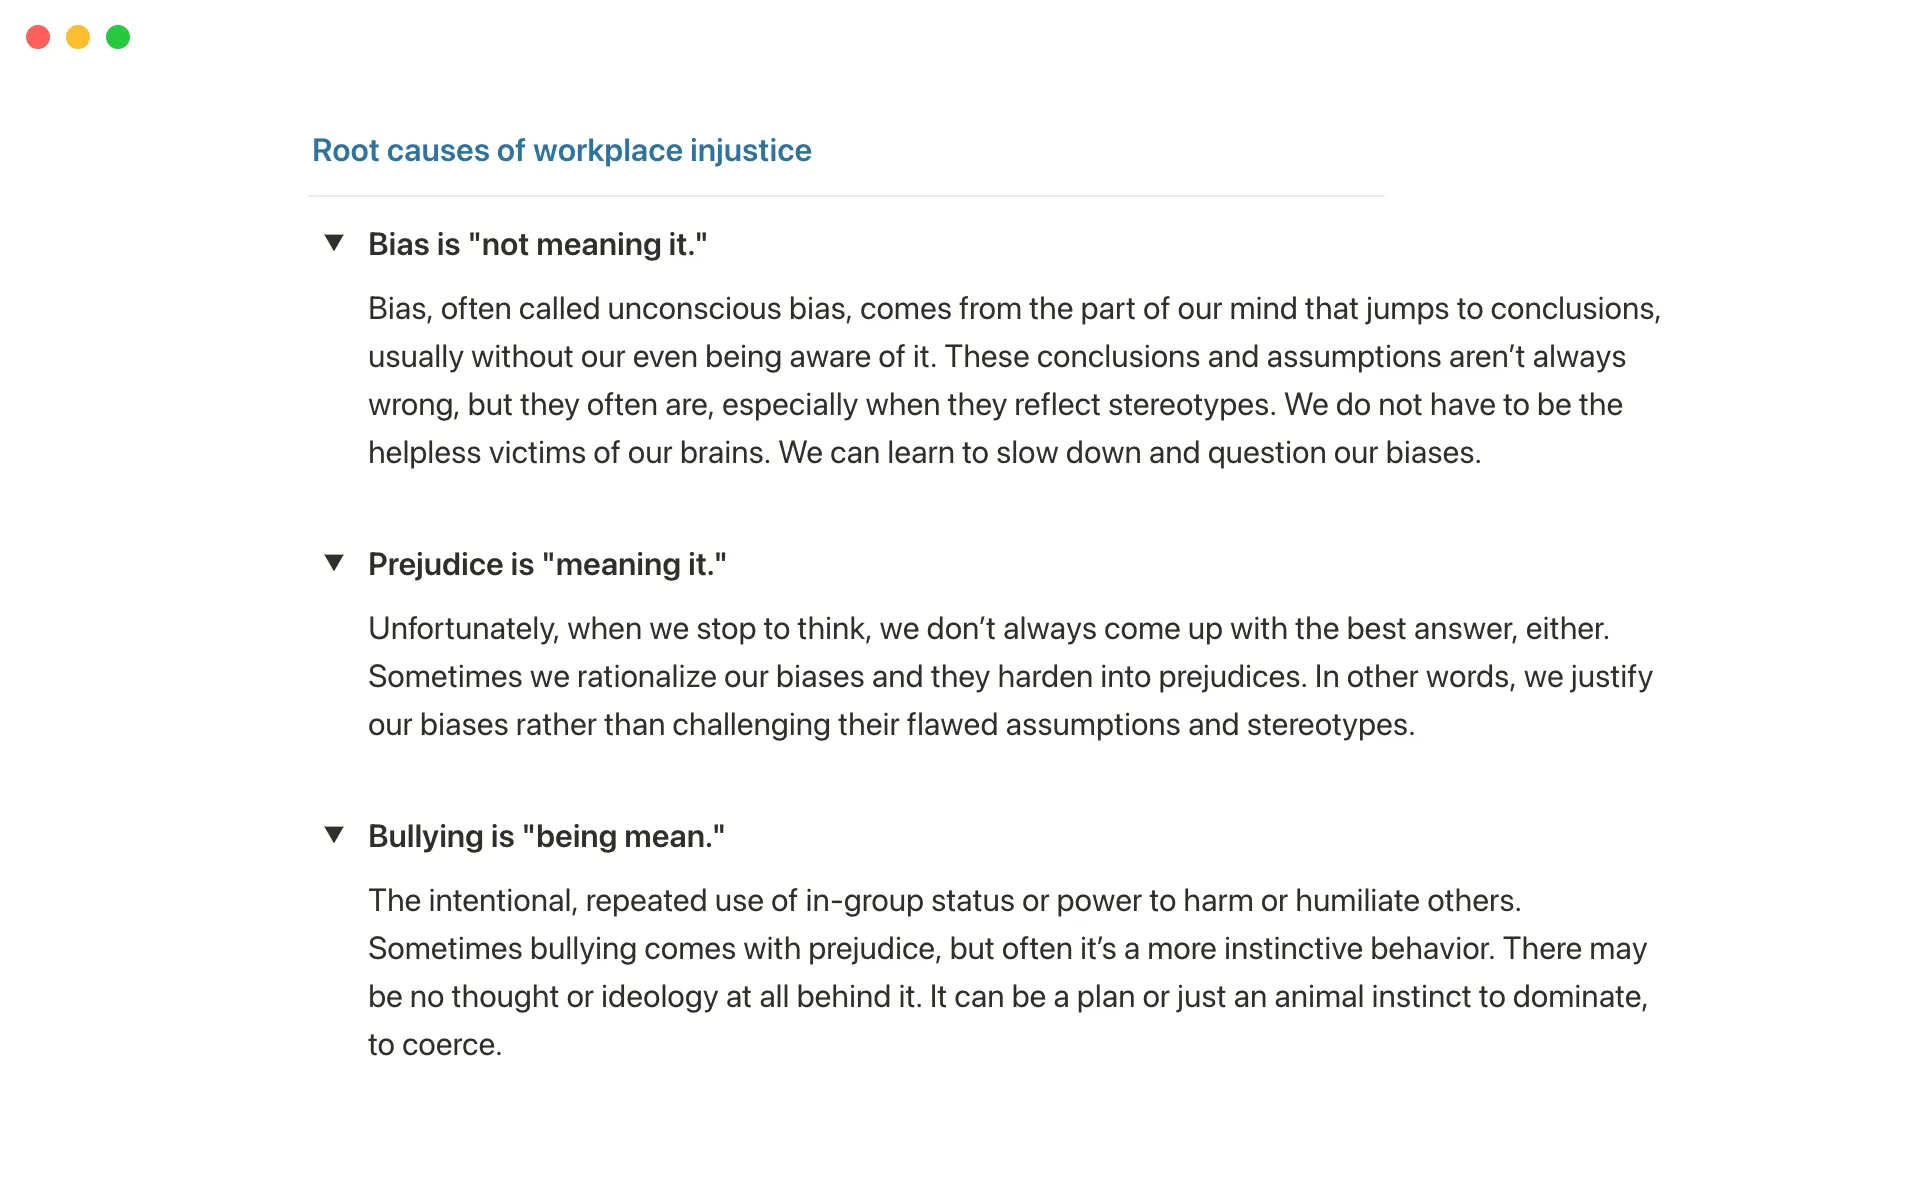 Root causes of workplace injustice
Bias is "not meaning it."
Bias, often called unconscious bias, comes from the part of our mind that jumps to conclusions,
usually without our even being aware of it. These conclusions and assumptions aren’t always
wrong, but they often are, especially when they reflect stereotypes. We do not have to be the
helpless victims of our brains. We can learn to slow down and question our biases.
Prejudice is "meaning it."
Unfortunately, when we stop to think, we don’t always come up with the best answer, either.
Sometimes we rationalize our biases and they harden into prejudices. In other words, we justify
our biases rather than challenging their flawed assumptions and stereotypes.
Bullying is "being mean."
The intentional, repeated use of in-group status or power to harm or humiliate others.
Sometimes bullying comes with prejudice, but often it’s a more instinctive behavior. There may
be no thought or ideology at all behind it. It can be a plan or just an animal instinct to dominate,
to coerce.